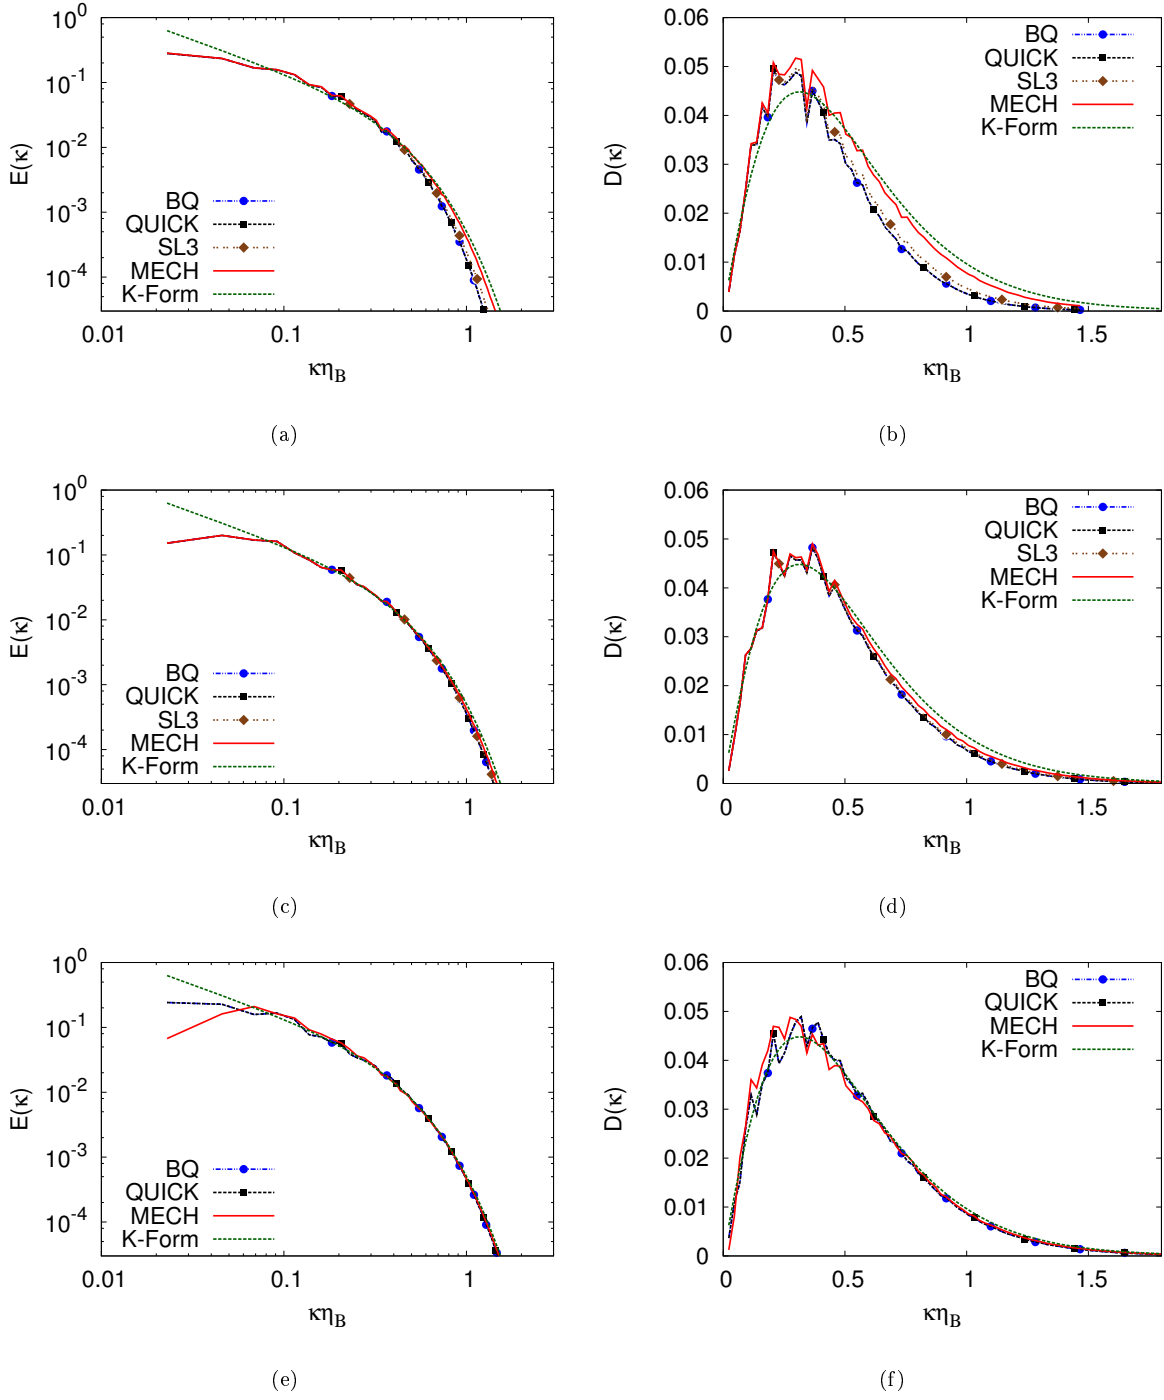 10^0
10^-1
10^-2
10^-3
10^-4
E(κ)
BQ
QUICK
SL3
MECH
K-Form
0.01
0.1
1
κη_B
(a)
0.06
0.05
0.04
0.03
0.02
0.01
0
D(κ)
BQ
QUICK
SL3
MECH
K-Form
0
0.5
1
1.5
κη_B
(b)
10^0
10^-1
10^-2
10^-3
10^-4
E(κ)
BQ
QUICK
SL3
MECH
K-Form
0.01
0.1
1
κη_B
(c)
0.06
0.05
0.04
0.03
0.02
0.01
0
D(κ)
BQ
QUICK
SL3
MECH
K-Form
0
0.5
1
1.5
κη_B
(d)
10^0
10^-1
10^-2
10^-3
10^-4
E(κ)
BQ
QUICK
MECH
K-Form
0.01
0.1
1
κη_B
(e)
0.06
0.05
0.04
0.03
0.02
0.01
0
D(κ)
BQ
QUICK
MECH
K-Form
0
0.5
1
1.5
κη_B
(f)